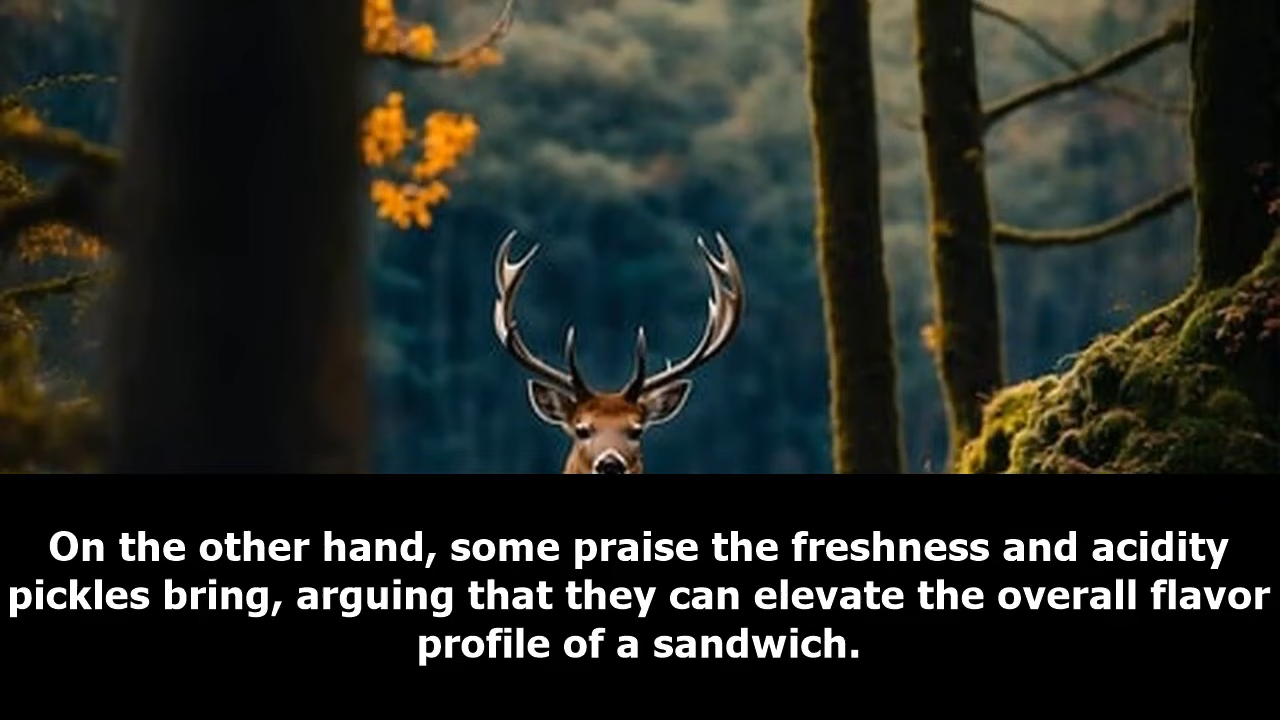 On the other hand, some praise the freshness and acidity
pickles bring, arguing that they can elevate the overall flavor
profile of a sandwich.